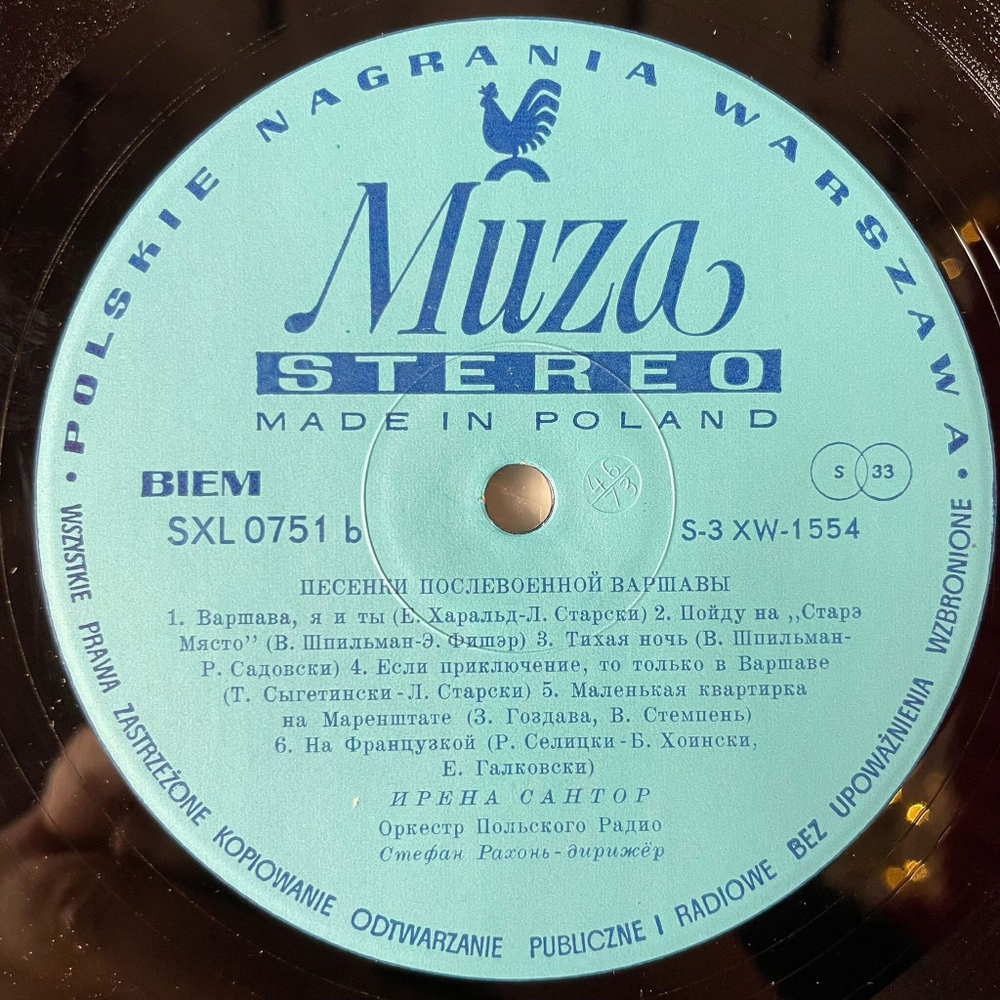 · POLSKIE NAGRANIA WARSZAWA ·
Muza
STEREO
MADE IN POLAND
BIEM
S 33
SXL 0751 b
S-3 XW-1554
46
13
ПЕСЕНКИ ПОСЛЕВОЕННОЙ ВАРШАВЫ
1. Варшава, я и ты (Е. Харальд-Л. Старски) 2. Пойду на ,,Старэ
Място” (В. Шпильман-Э. Фишэр) 3. Тихая ночь (В. Шпильман-
Р. Садовски) 4. Если приключение, то только в Варшаве
(Т. Сыгетински-Л. Старски) 5. Маленькая квартирка
на Маренштате (З. Гоздава, В. Стемпень)
6. На Французкой (Р. Селицки-Б. Хоински,
Е. Галковски)
ИРЕНА САНТОР
Оркестр Польского Радио
Стефан Рахонь-дирижёр
WSZYSTKIE PRAWA ZASTRZEŻONE KOPIOWANIE ODTWARZANIE PUBLICZNE I RADIOWE BEZ UPOWAŻNIENIA WZBRONIONE